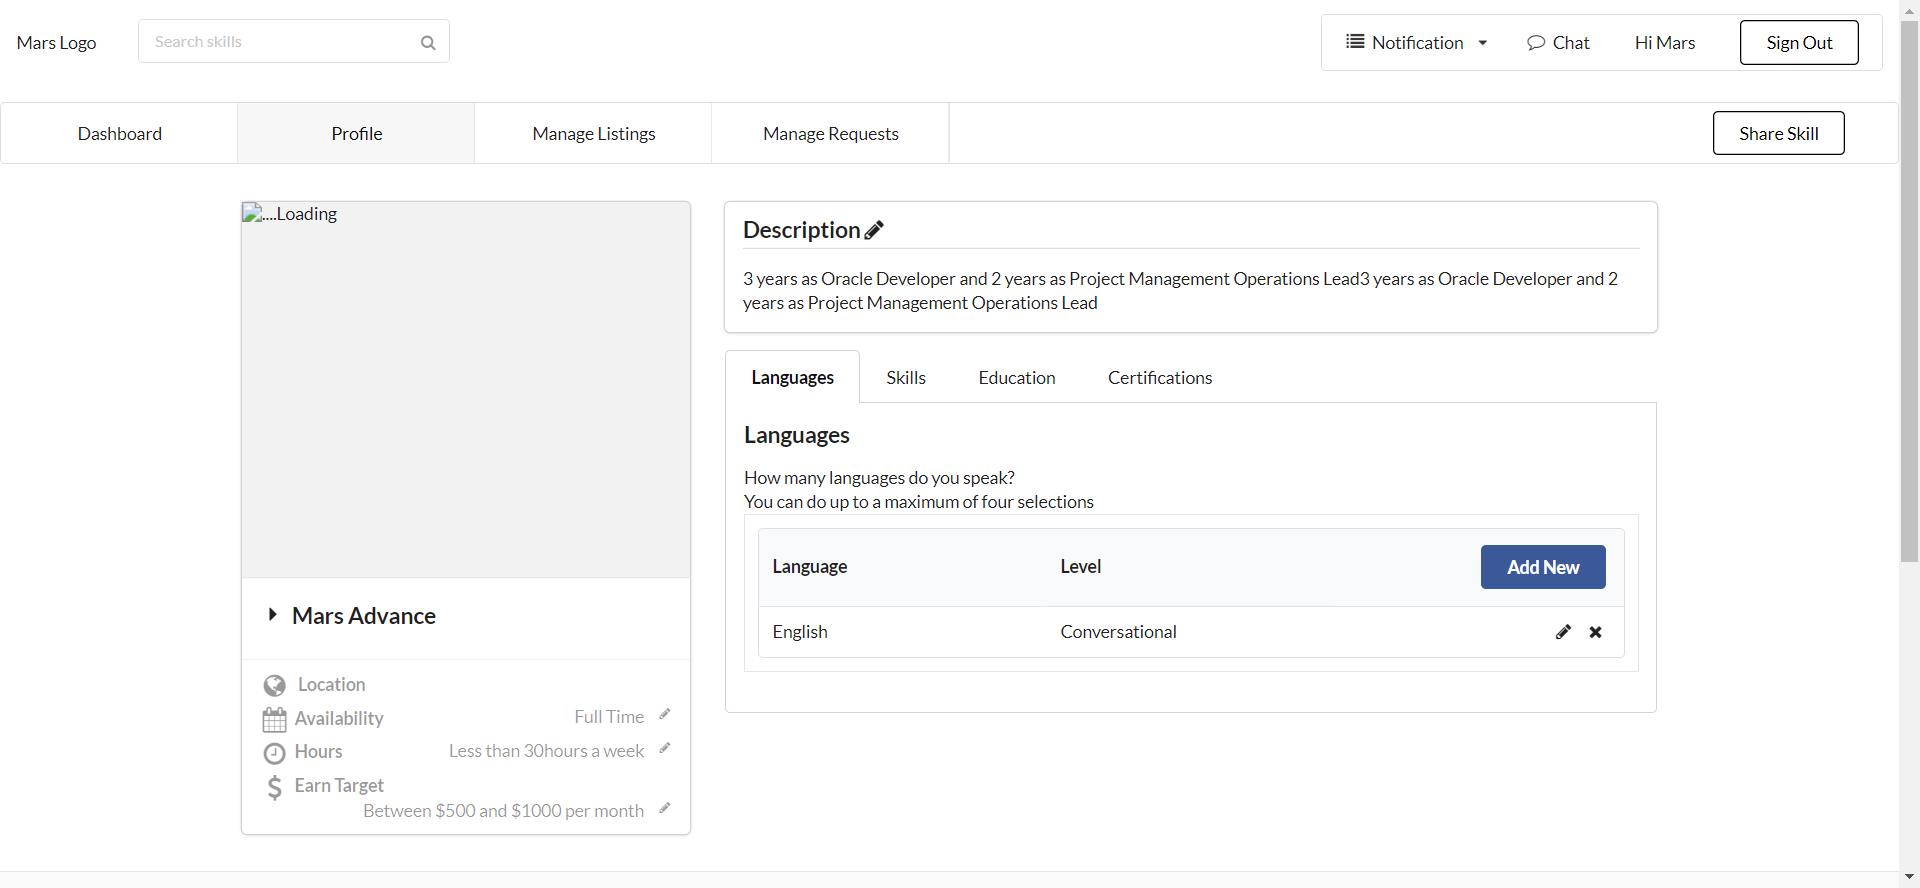 Mars Logo
Search skills
Notification
Chat
Hi Mars
Sign Out
Dashboard
Profile
Manage Listings
Manage Requests
Share Skill
....Loading
Mars Advance
Location
Availability
Full Time
Hours
Less than 30hours a week
Earn Target
Between $500 and $1000 per month
Description
3 years as Oracle Developer and 2 years as Project Management Operations Lead3 years as Oracle Developer and 2
years as Project Management Operations Lead
Languages
Skills
Education
Certifications
Languages
How many languages do you speak?
You can do up to a maximum of four selections
Language
Level
Add New
English
Conversational